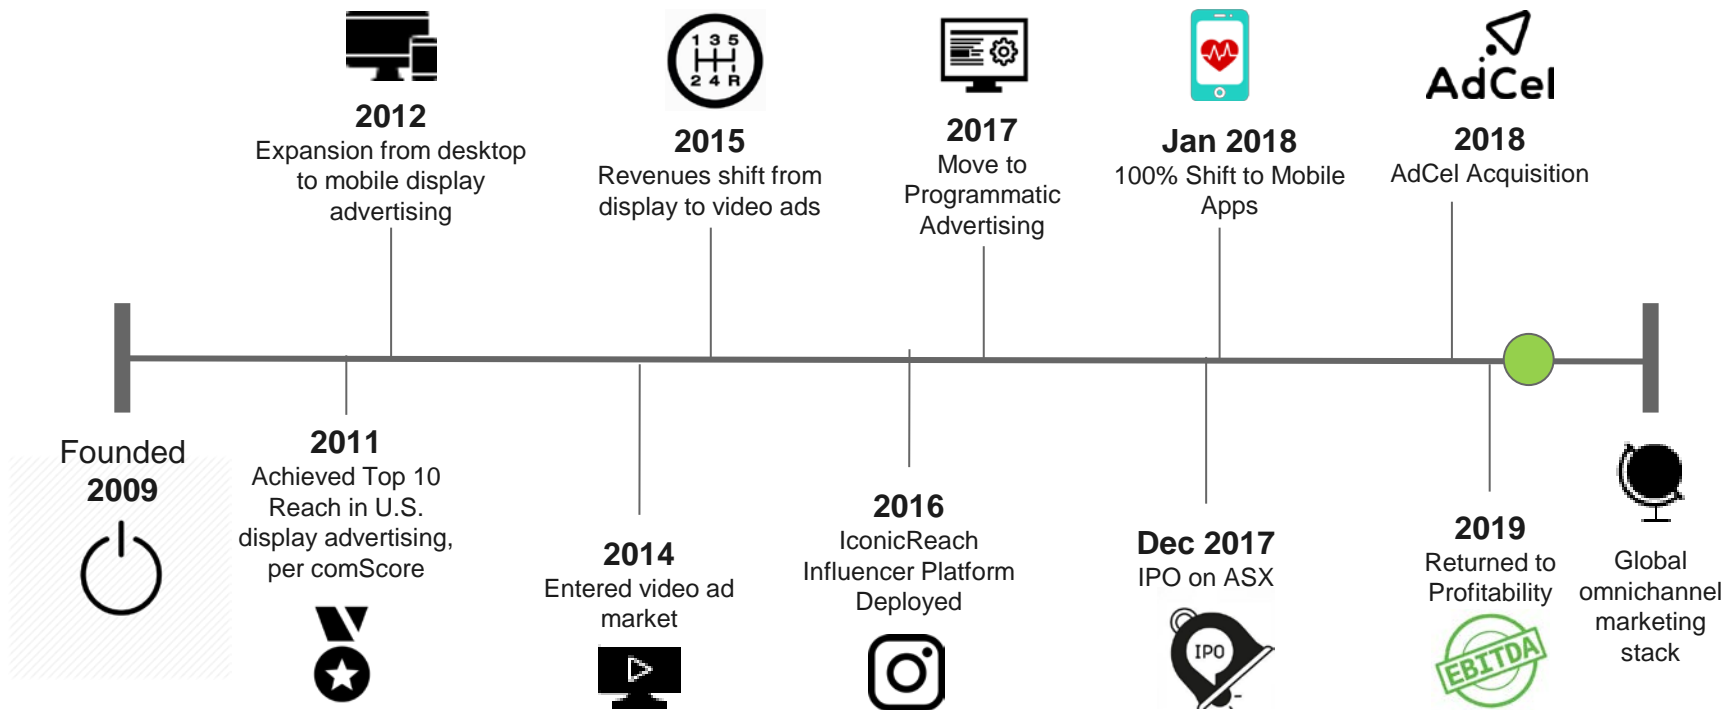 1 3 5
2 4 R
AdCel
2012
Expansion from desktop
to mobile display
advertising
2015
Revenues shift from
display to video ads
2017
Move to
Programmatic
Advertising
Jan 2018
100% Shift to Mobile
Apps
2018
AdCel Acquisition
Founded
2009
2011
Achieved Top 10
Reach in U.S.
display advertising,
per comScore
2014
Entered video ad
market
2016
IconicReach
Influencer Platform
Deployed
Dec 2017
IPO on ASX
IPO
2019
Returned to
Profitability
EBITDA
Global
omnichannel
marketing
stack